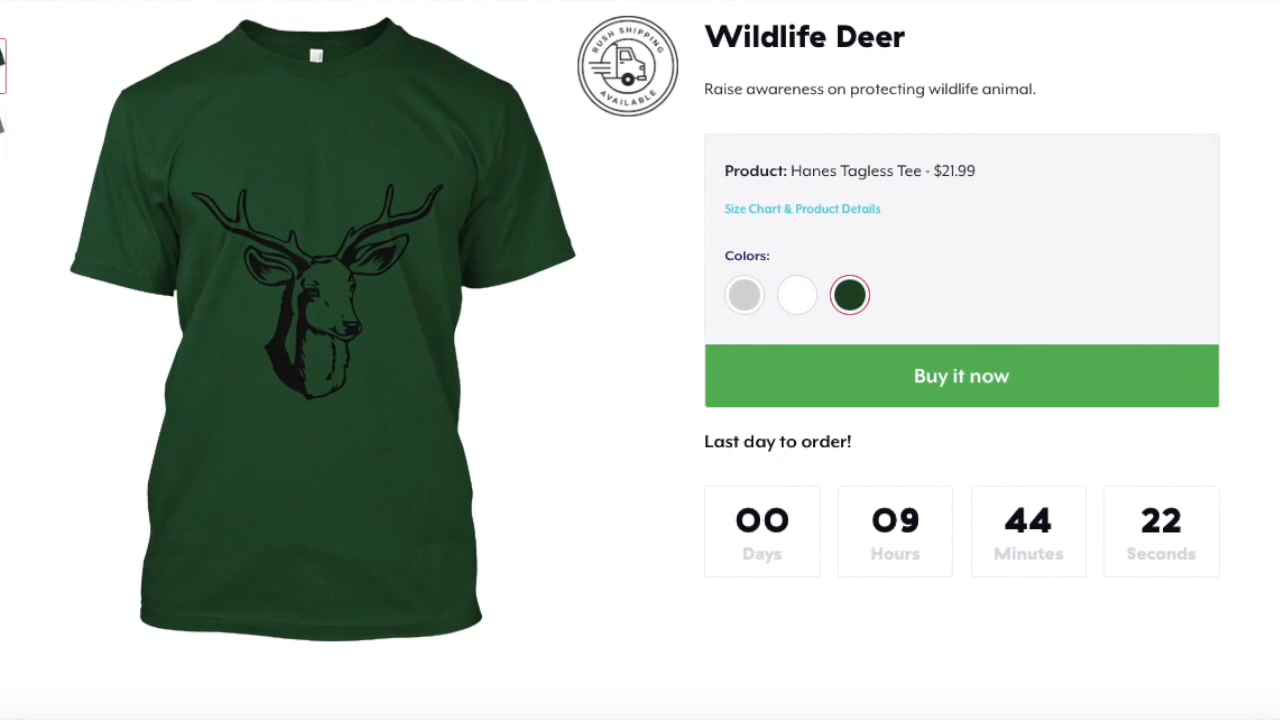 RUSH SHIPPING
AVAILABLE
Wildlife Deer
Raise awareness on protecting wildlife animal.
Product: Hanes Tagless Tee - $21.99
Size Chart & Product Details
Colors:
Buy it now
Last day to order!
00 09 44 22
Days Hours Minutes Seconds